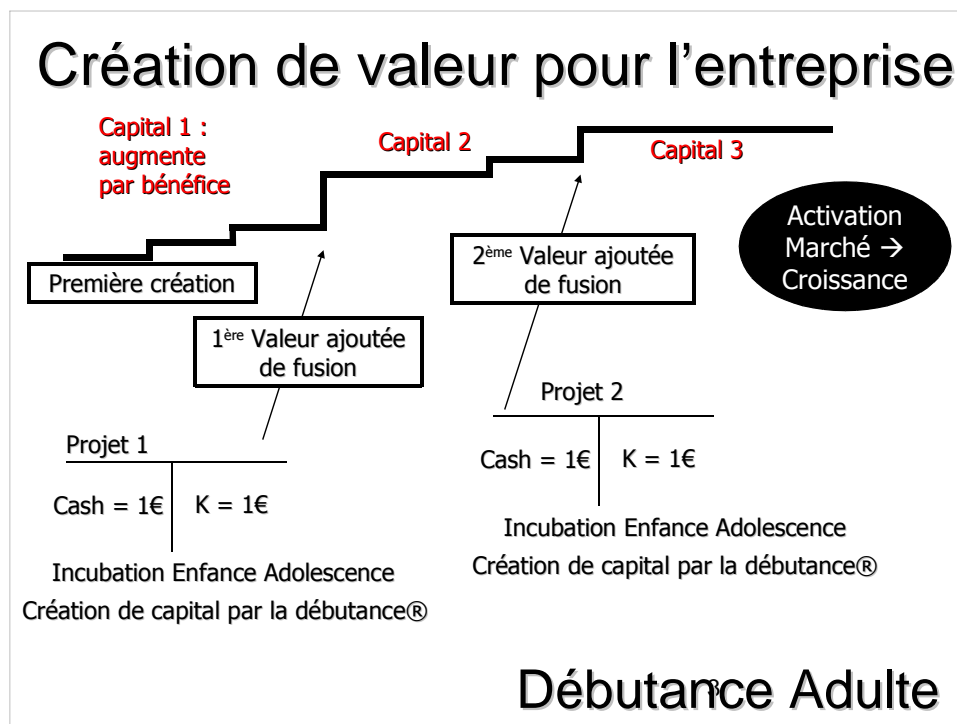 Création de valeur pour l’entreprise
Capital 1 :
augmente
par bénéfice
Capital 2
Capital 3
Activation
Marché →
Croissance
Première création
2ème Valeur ajoutée
de fusion
1ère Valeur ajoutée
de fusion
Projet 2
Cash = 1€
K = 1€
Incubation Enfance Adolescence
Création de capital par la débutance®
Projet 1
Cash = 1€
K = 1€
Incubation Enfance Adolescence
Création de capital par la débutance®
Débutance Adulte
3